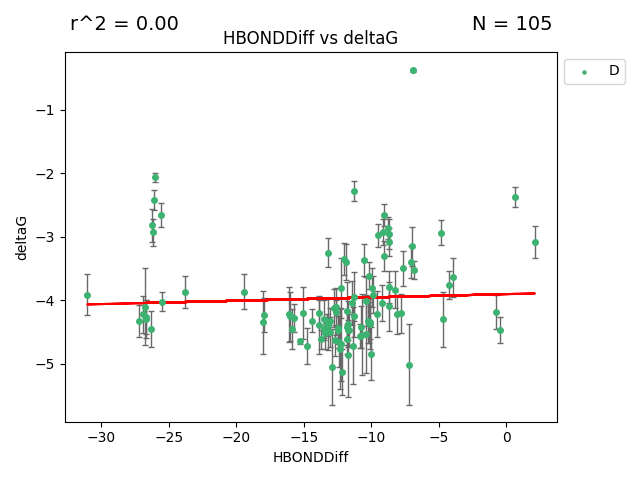 r^2 = 0.00
N = 105
HBONDDiff vs deltaG
D
−1
−2
−3
−4
−5
deltaG
−30
−25
−20
−15
−10
−5
0
HBONDDiff